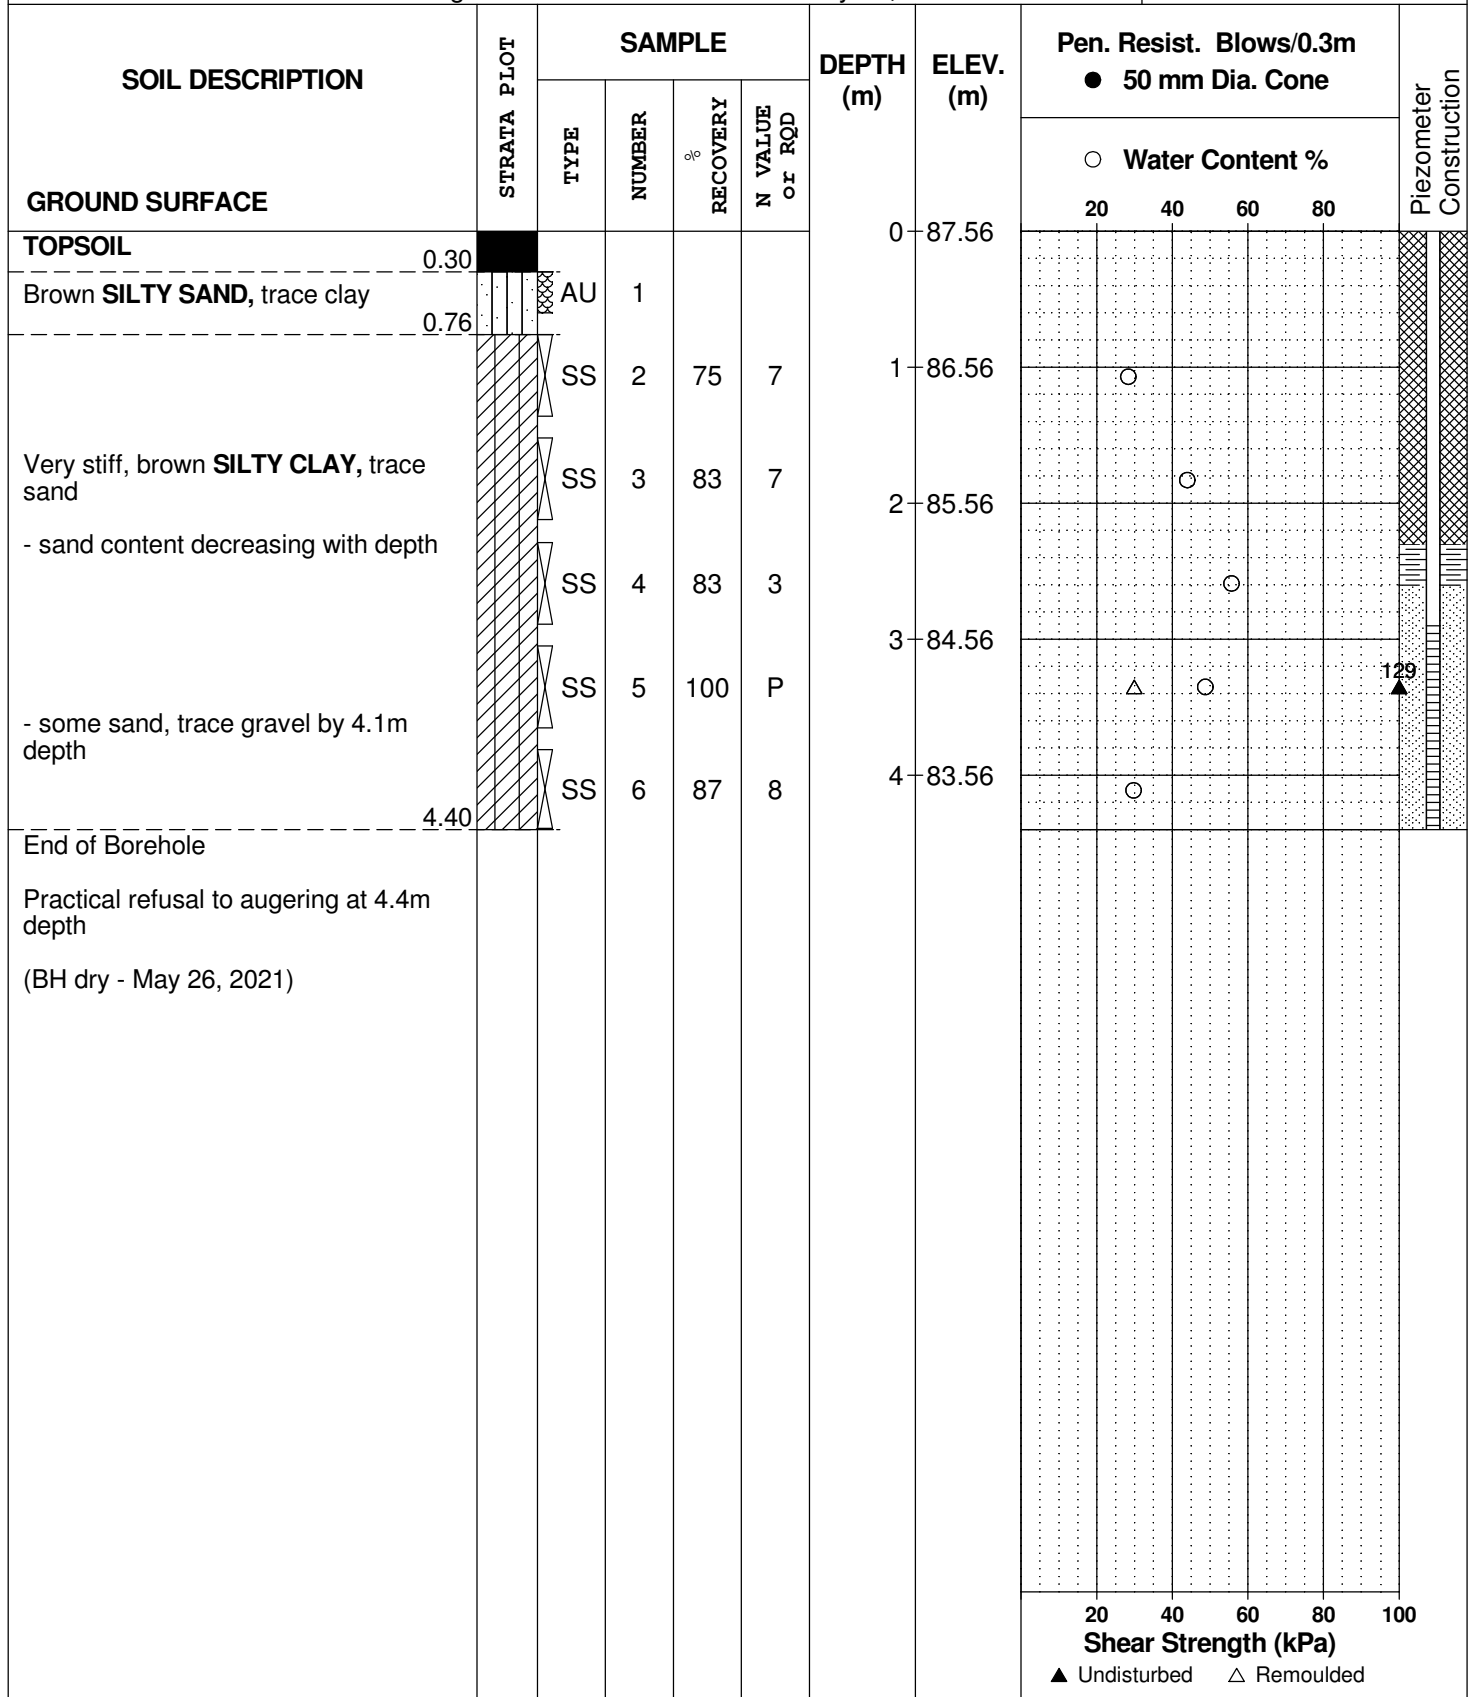 SOIL DESCRIPTION
GROUND SURFACE
STRATA PLOT
SAMPLE
TYPE
NUMBER
% RECOVERY
N VALUE or RQD
DEPTH (m)
ELEV. (m)
Pen. Resist. Blows/0.3m
● 50 mm Dia. Cone
○ Water Content %
20 40 60 80
Piezometer Construction
TOPSOIL 0.30
0 87.56
Brown SILTY SAND, trace clay
0.76
AU 1
SS 2 75 7
1 86.56
Very stiff, brown SILTY CLAY, trace
sand
SS 3 83 7
2 85.56
- sand content decreasing with depth
SS 4 83 3
3 84.56
129
SS 5 100 P
- some sand, trace gravel by 4.1m
depth
4 83.56
SS 6 87 8
4.40
End of Borehole
Practical refusal to augering at 4.4m
depth
(BH dry - May 26, 2021)
20 40 60 80 100
Shear Strength (kPa)
▲ Undisturbed △ Remoulded